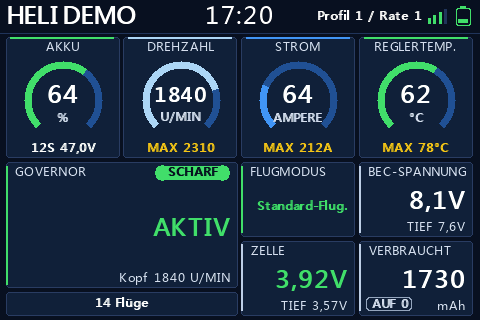 HELI DEMO 17:20 Profil 1 / Rate 1
AKKU DREHZAHL STROM REGLERTEMP.
64 1840 64 62
% U/MIN AMPERE °C
12S 47,0V MAX 2310 MAX 212A MAX 78°C
GOVERNOR SCHARF FLUGMODUS BEC-SPANNUNG
8,1V
Standard-Flug.
AKTIV TIEF 7,6V
ZELLE VERBRAUCHT
Kopf 1840 U/MIN 3,92V 1730
14 Flüge TIEF 3,57V AUF 0 mAh